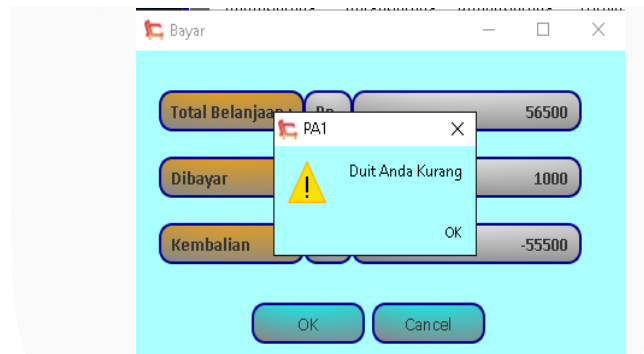 Bayar
Total Belanjaan :
56500
PA1
Duit Anda Kurang
OK
Dibayar
1000
Kembalian
-55500
OK
Cancel